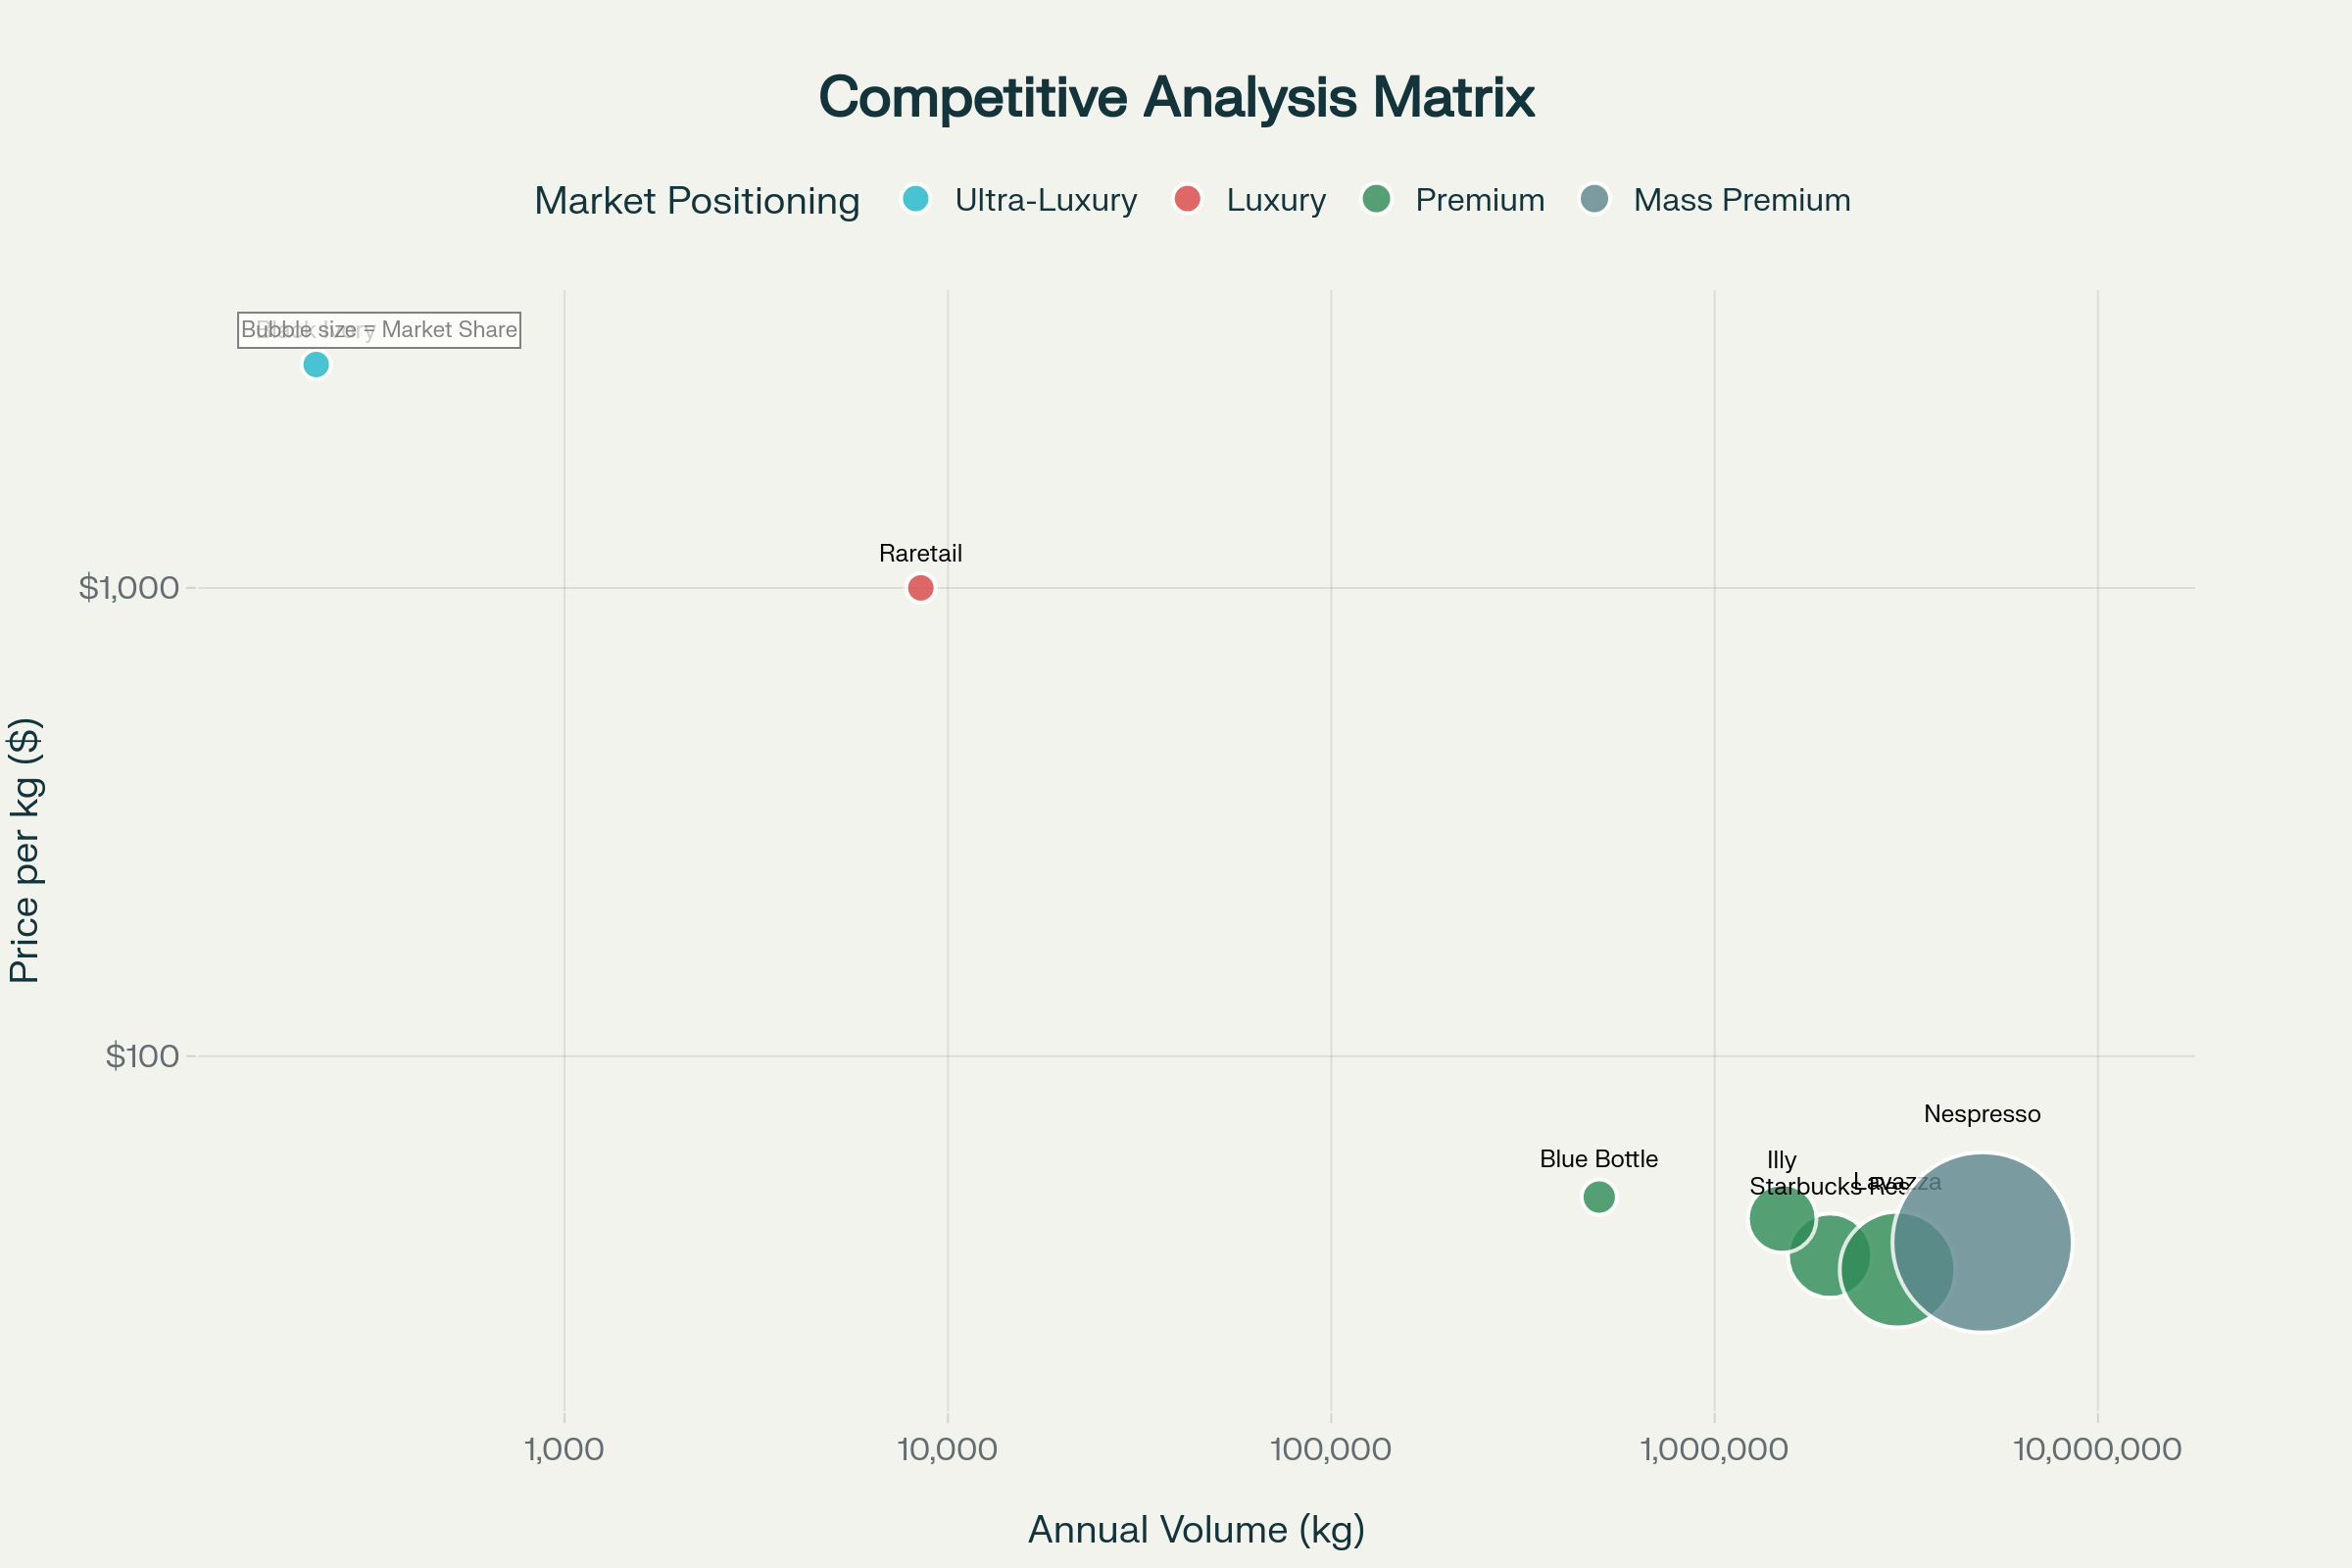 Competitive Analysis Matrix
Market Positioning
Ultra-Luxury
Luxury
Premium
Mass Premium
Black Ivory
Bubble size = Market Share
Raretail
$1,000
Price per kg ($)
$100
Nespresso
Blue Bottle
Illy
Lavazza
Starbucks
1,000
10,000
100,000
1,000,000
10,000,000
Annual Volume (kg)